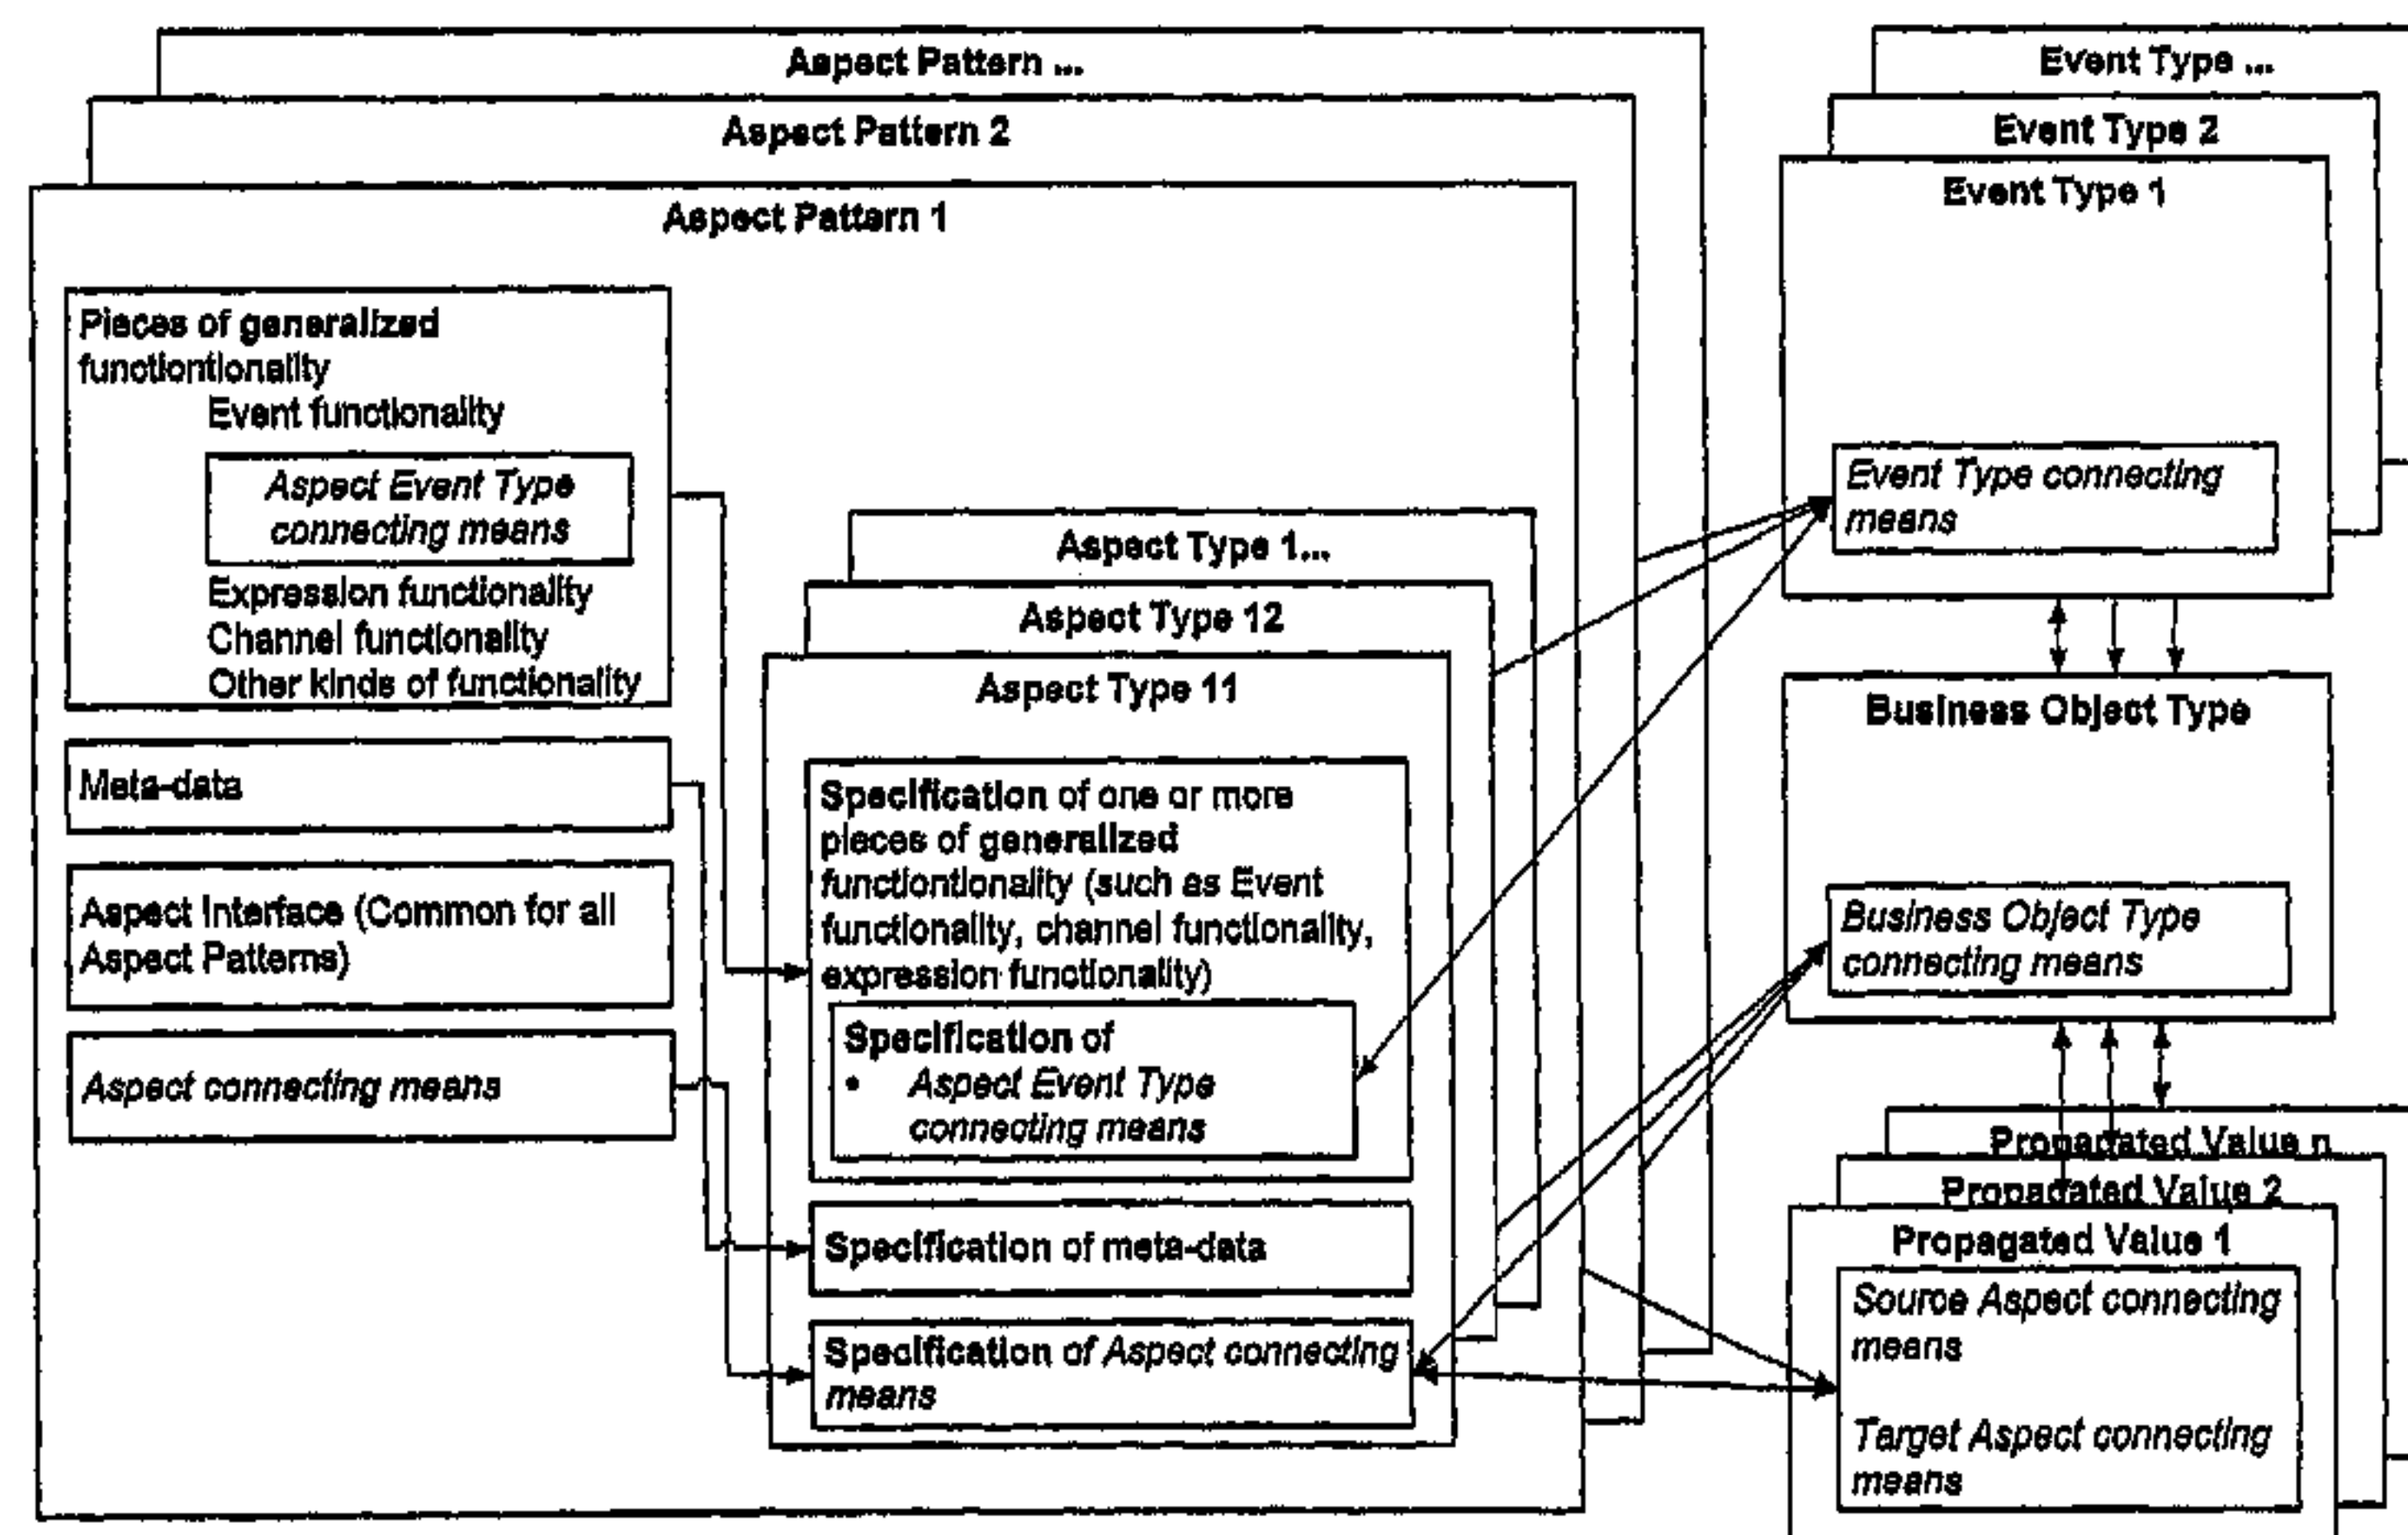 Aspect Pattern ...
Aspect Pattern 2
Aspect Pattern 1
Pieces of generalized
functiontionality
Event functionality
Aspect Event Type
connecting means
Expression functionality
Channel functionality
Other kinds of functionality
Meta-data
Aspect Interface (Common for all
Aspect Patterns)
Aspect connecting means
Aspect Type 1...
Aspect Type 12
Aspect Type 11
Specification of one or more
pieces of generalized
functiontionality (such as Event
functionality, channel functionality,
expression functionality)
Specification of
• Aspect Event Type
connecting means
Specification of meta-data
Specification of Aspect connecting
means
Event Type ...
Event Type 2
Event Type 1
Event Type connecting
means
Business Object Type
Business Object Type
connecting means
Propagated Value n
Propagated Value 2
Propagated Value 1
Source Aspect connecting
means
Target Aspect connecting
means